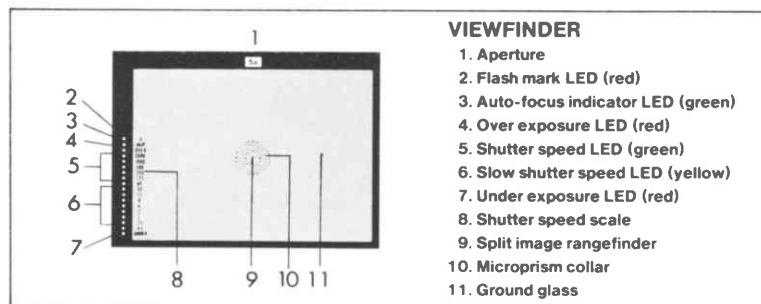 VIEWFINDER
1
2
3
4
5
6
7
8
9
10
11
1. Aperture
2. Flash mark LED (red)
3. Auto-focus indicator LED (green)
4. Over exposure LED (red)
5. Shutter speed LED (green)
6. Slow shutter speed LED (yellow)
7. Under exposure LED (red)
8. Shutter speed scale
9. Split image rangefinder
10. Microprism collar
11. Ground glass